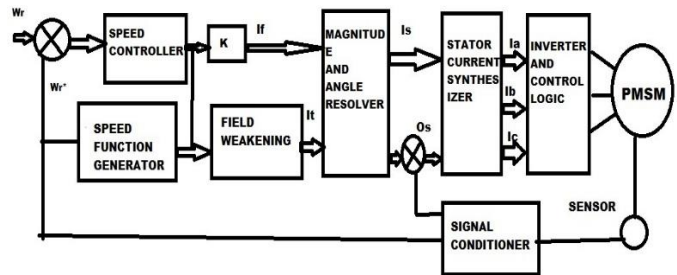 Wr
SPEED
CONTROLLER
K
If
MAGNITUD
E
AND
ANGLE
RESOLVER
Is
STATOR
CURRENT
SYNTHES
IZER
Ia
Ib
Ic
INVERTER
AND
CONTROL
LOGIC
PMSM
Wr*
SPEED
FUNCTION
GENERATOR
FIELD
WEAKENING
It
Os
SIGNAL
CONDITIONER
SENSOR